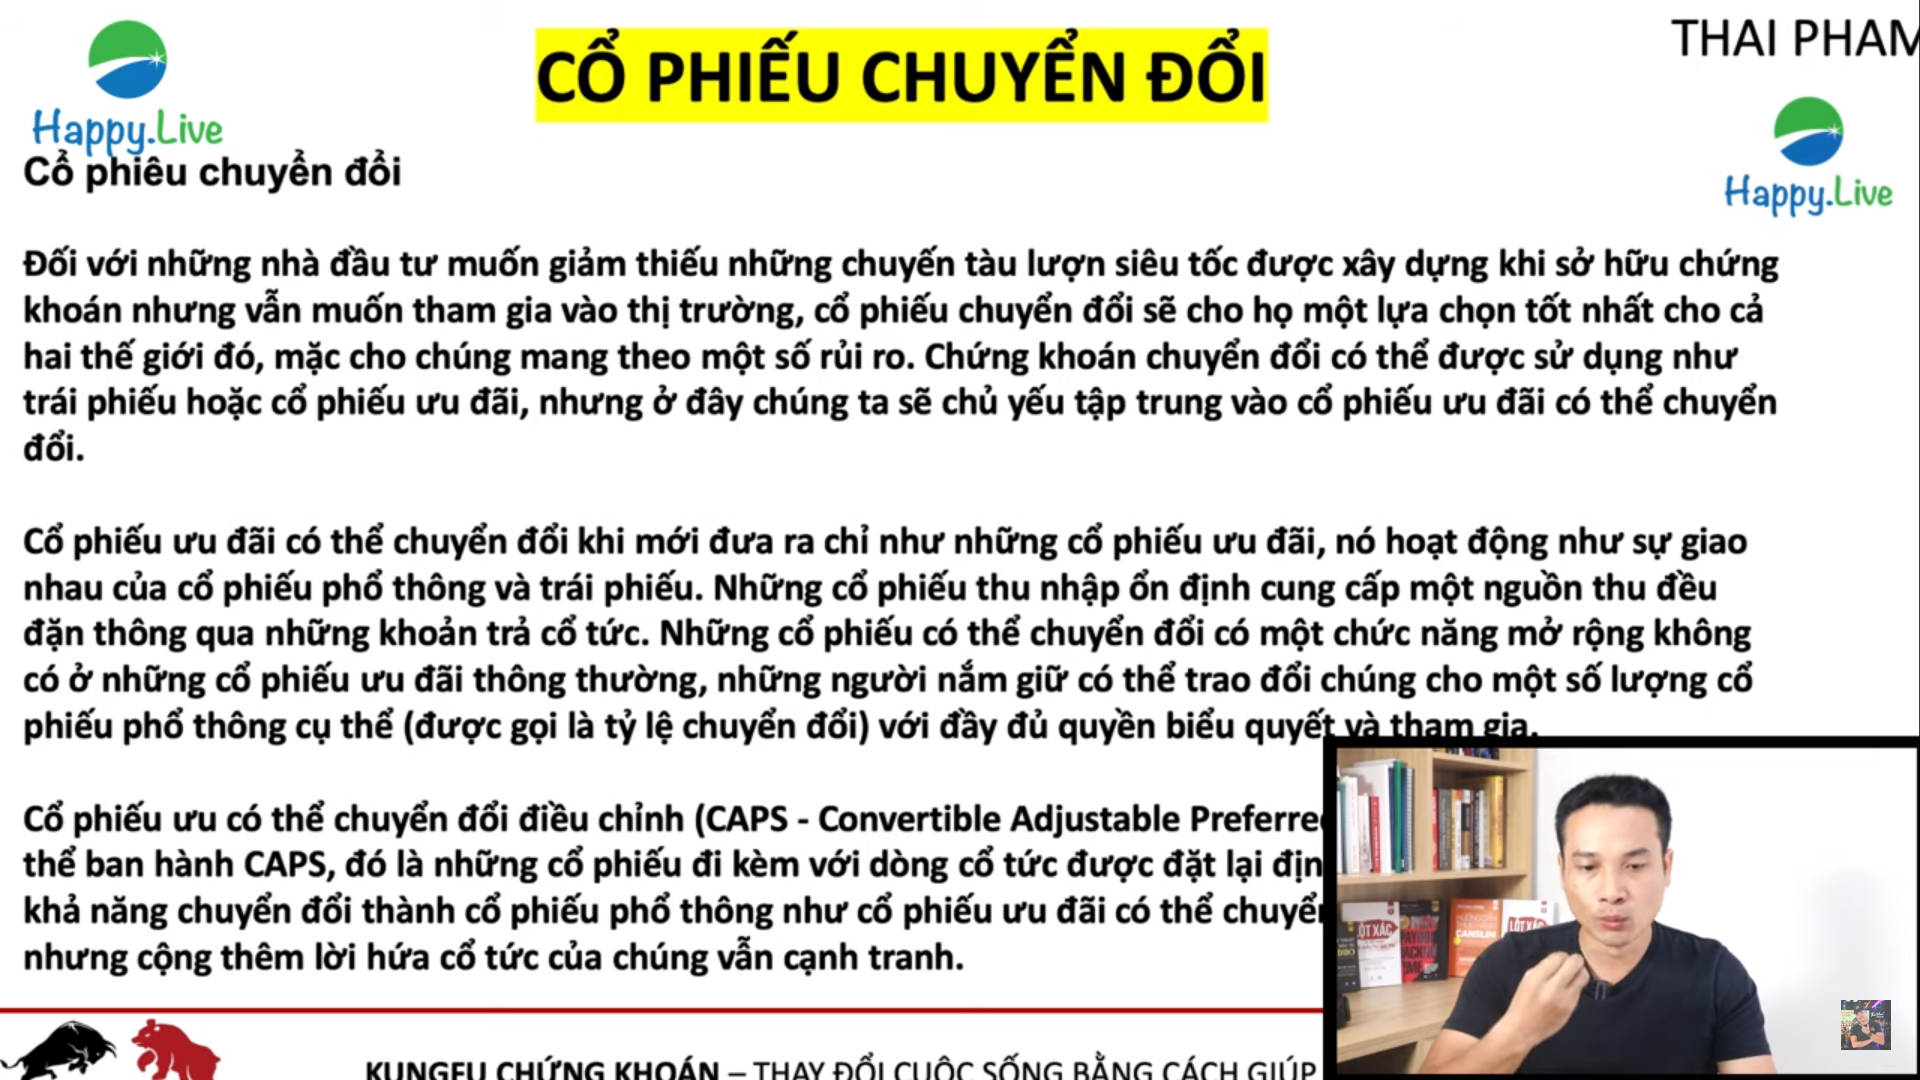 CỔ PHIẾU CHUYỂN ĐỔI
THAI PHAM
Happy.Live
Happy.Live
Cổ phiêu chuyển đổi
Đối với những nhà đầu tư muốn giảm thiếu những chuyến tàu lượn siêu tốc được xây dựng khi sở hữu chứng
khoán nhưng vẫn muốn tham gia vào thị trường, cổ phiếu chuyển đổi sẽ cho họ một lựa chọn tốt nhất cho cả
hai thế giới đó, mặc cho chúng mang theo một số rủi ro. Chứng khoán chuyển đổi có thể được sử dụng như
trái phiếu hoặc cổ phiếu ưu đãi, nhưng ở đây chúng ta sẽ chủ yếu tập trung vào cổ phiếu ưu đãi có thể chuyển
đổi.
Cổ phiếu ưu đãi có thể chuyển đổi khi mới đưa ra chỉ như những cổ phiếu ưu đãi, nó hoạt động như sự giao
nhau của cổ phiếu phổ thông và trái phiếu. Những cổ phiếu thu nhập ổn định cung cấp một nguồn thu đều
đặn thông qua những khoản trả cổ tức. Những cổ phiếu có thể chuyển đổi có một chức năng mở rộng không
có ở những cổ phiếu ưu đãi thông thường, những người nắm giữ có thể trao đổi chúng cho một số lượng cổ
phiếu phổ thông cụ thể (được gọi là tỷ lệ chuyển đổi) với đầy đủ quyền biểu quyết và tham gia.
Cổ phiếu ưu có thể chuyển đổi điều chỉnh (CAPS - Convertible Adjustable Preferre
thể ban hành CAPS, đó là những cổ phiếu đi kèm với dòng cổ tức được đặt lại địn
khả năng chuyển đổi thành cổ phiếu phổ thông như cổ phiếu ưu đãi có thể chuyển
nhưng cộng thêm lời hứa cổ tức của chúng vẫn cạnh tranh.
LỘT XÁC
PAYBACK TIME
CANSLIM
LỘT XÁC
KUNGFU CHỨNG KHOÁN – THAY ĐỔI CUỘC SỐNG BẰNG CÁCH GIÚP